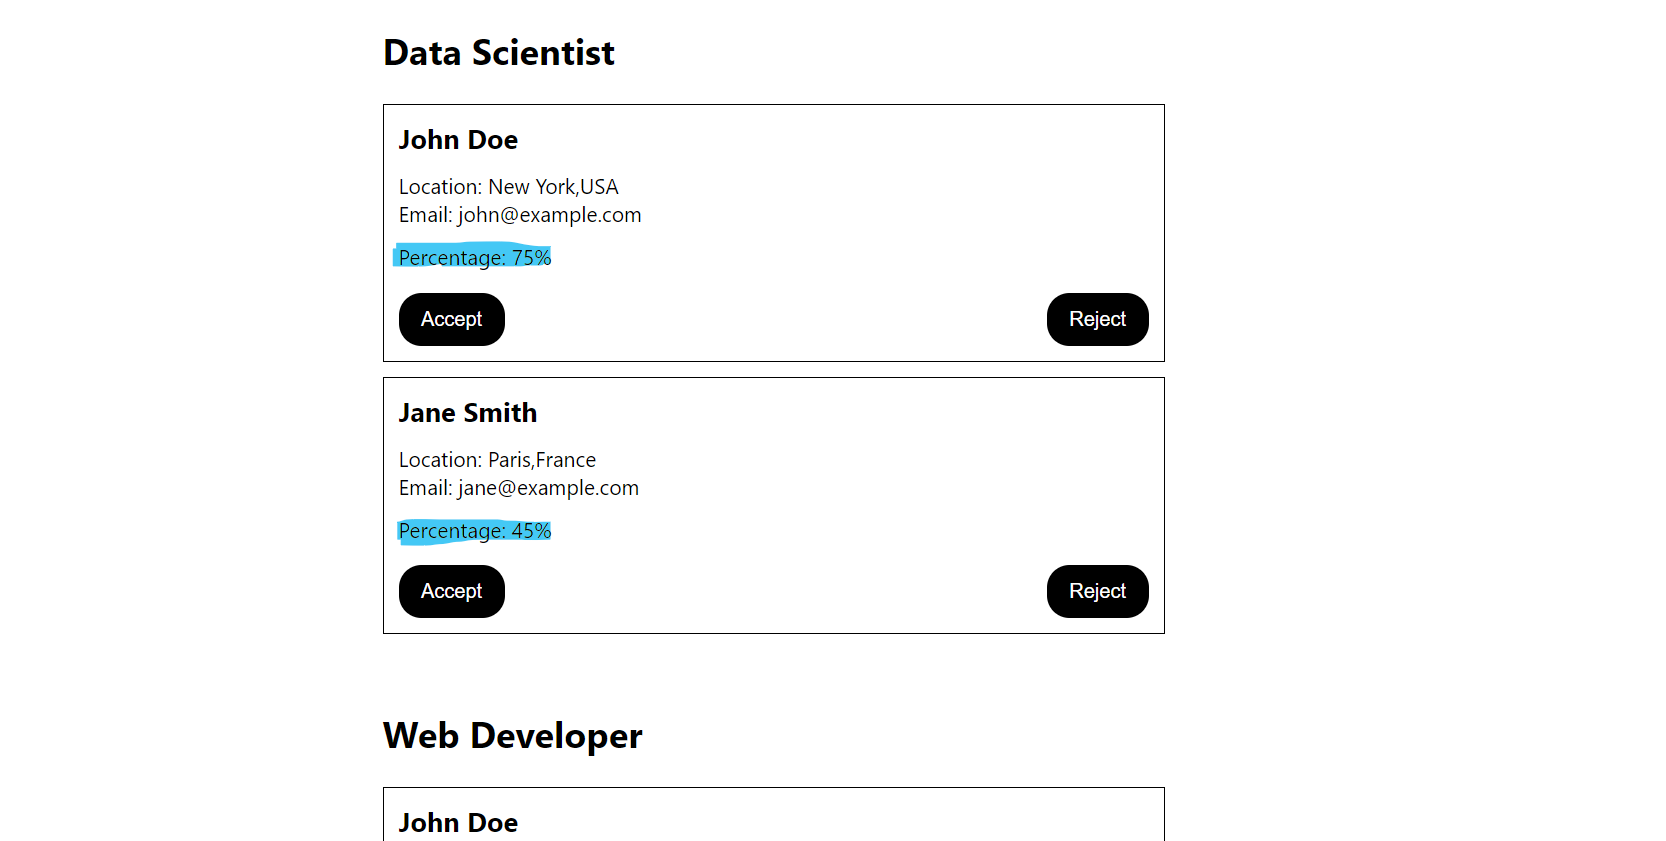 Data Scientist
John Doe
Location: New York,USA
Email: john@example.com
Percentage: 75%
Accept
Reject
Jane Smith
Location: Paris,France
Email: jane@example.com
Percentage: 45%
Accept
Reject
Web Developer
John Doe